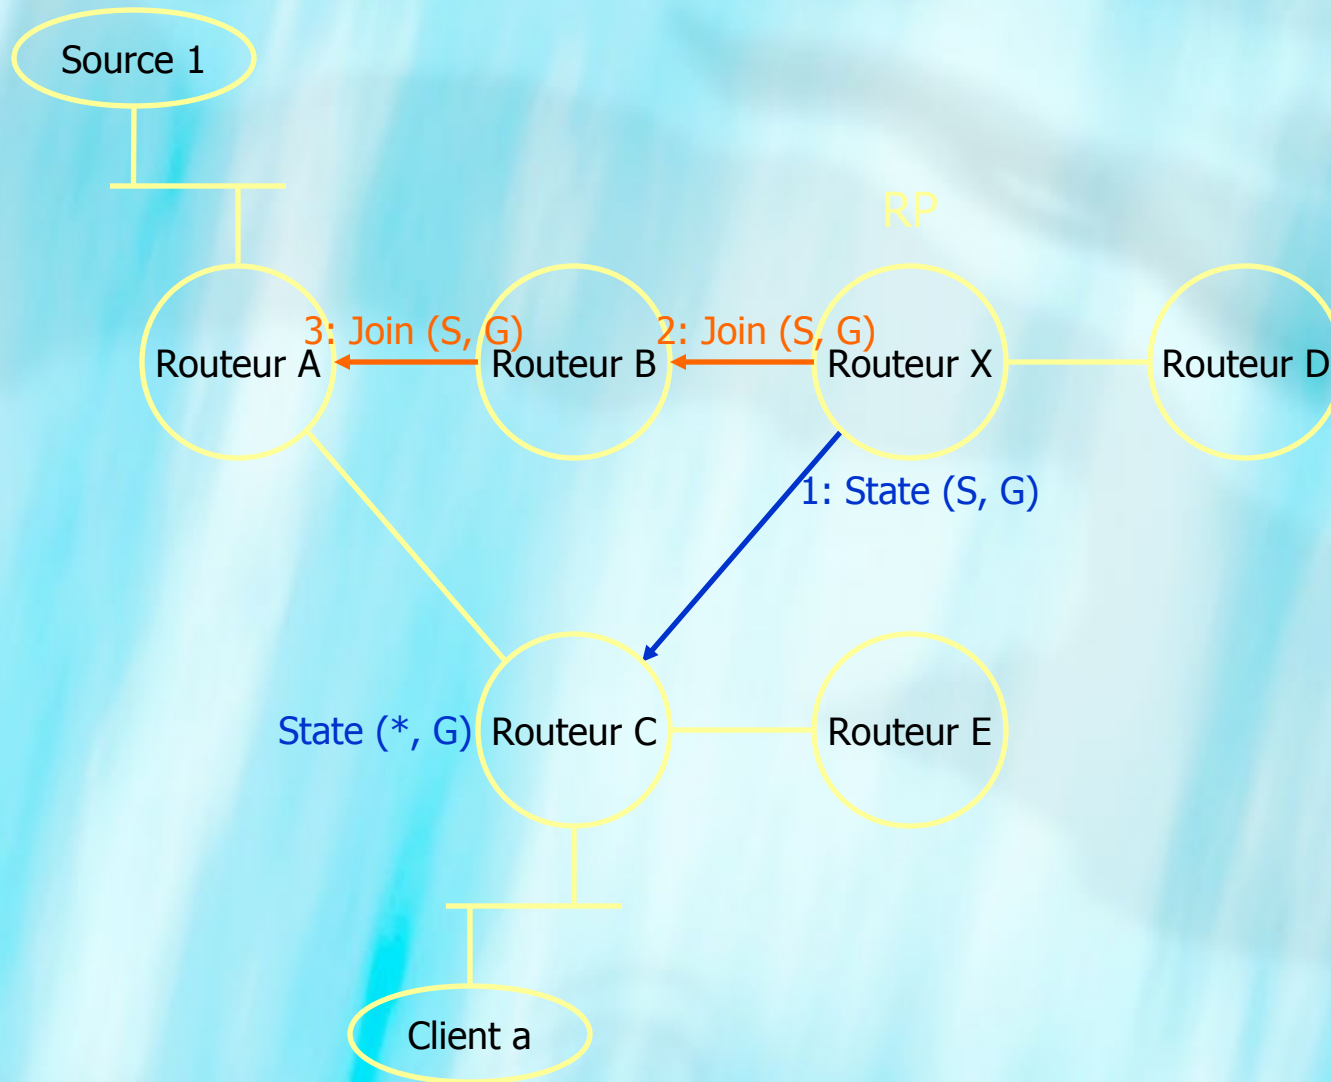 Source 1
RP
3: Join (S, G)
2: Join (S, G)
Routeur A
Routeur B
Routeur X
Routeur D
1: State (S, G)
State (*, G)
Routeur C
Routeur E
Client a